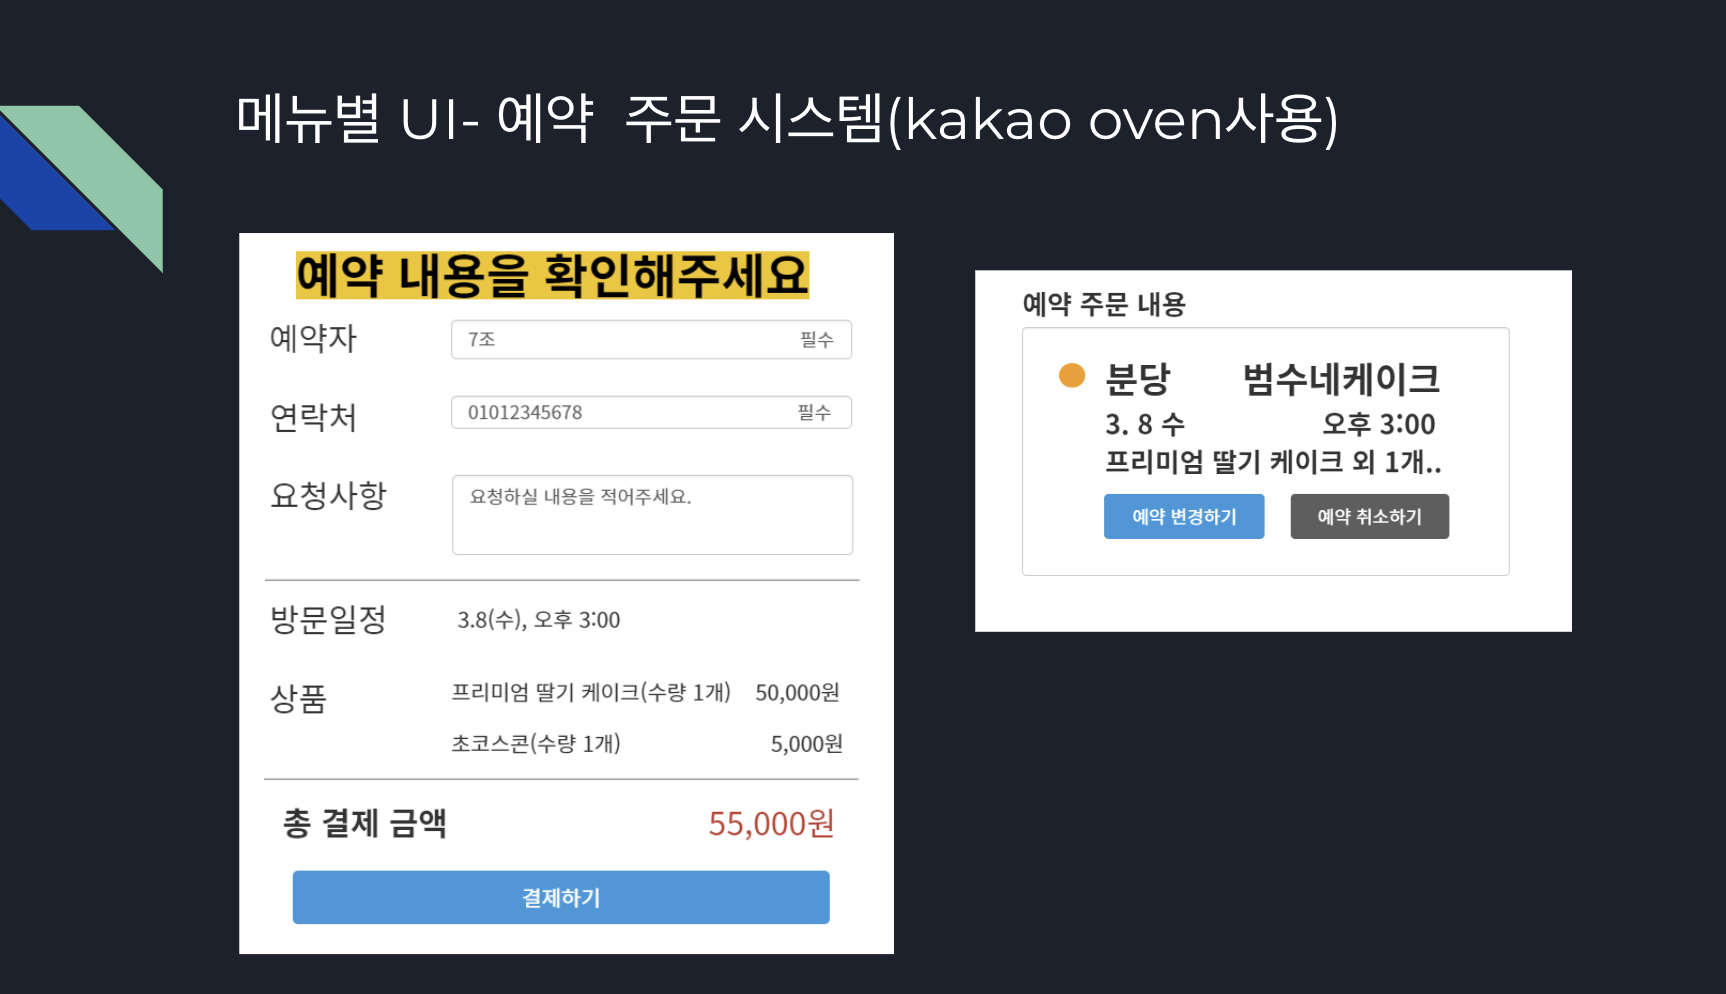 메뉴별 UI- 예약  주문 시스템(kakao oven사용)
예약 내용을 확인해주세요
예약자 7조 필수
연락처 01012345678 필수
요청사항 요청하실 내용을 적어주세요.
방문일정 3.8(수), 오후 3:00
상품 프리미엄 딸기 케이크(수량 1개) 50,000원
초코스콘(수량 1개) 5,000원
총 결제 금액 55,000원
결제하기
예약 주문 내용
분당 범수네케이크
3. 8 수 오후 3:00
프리미엄 딸기 케이크 외 1개..
예약 변경하기 예약 취소하기